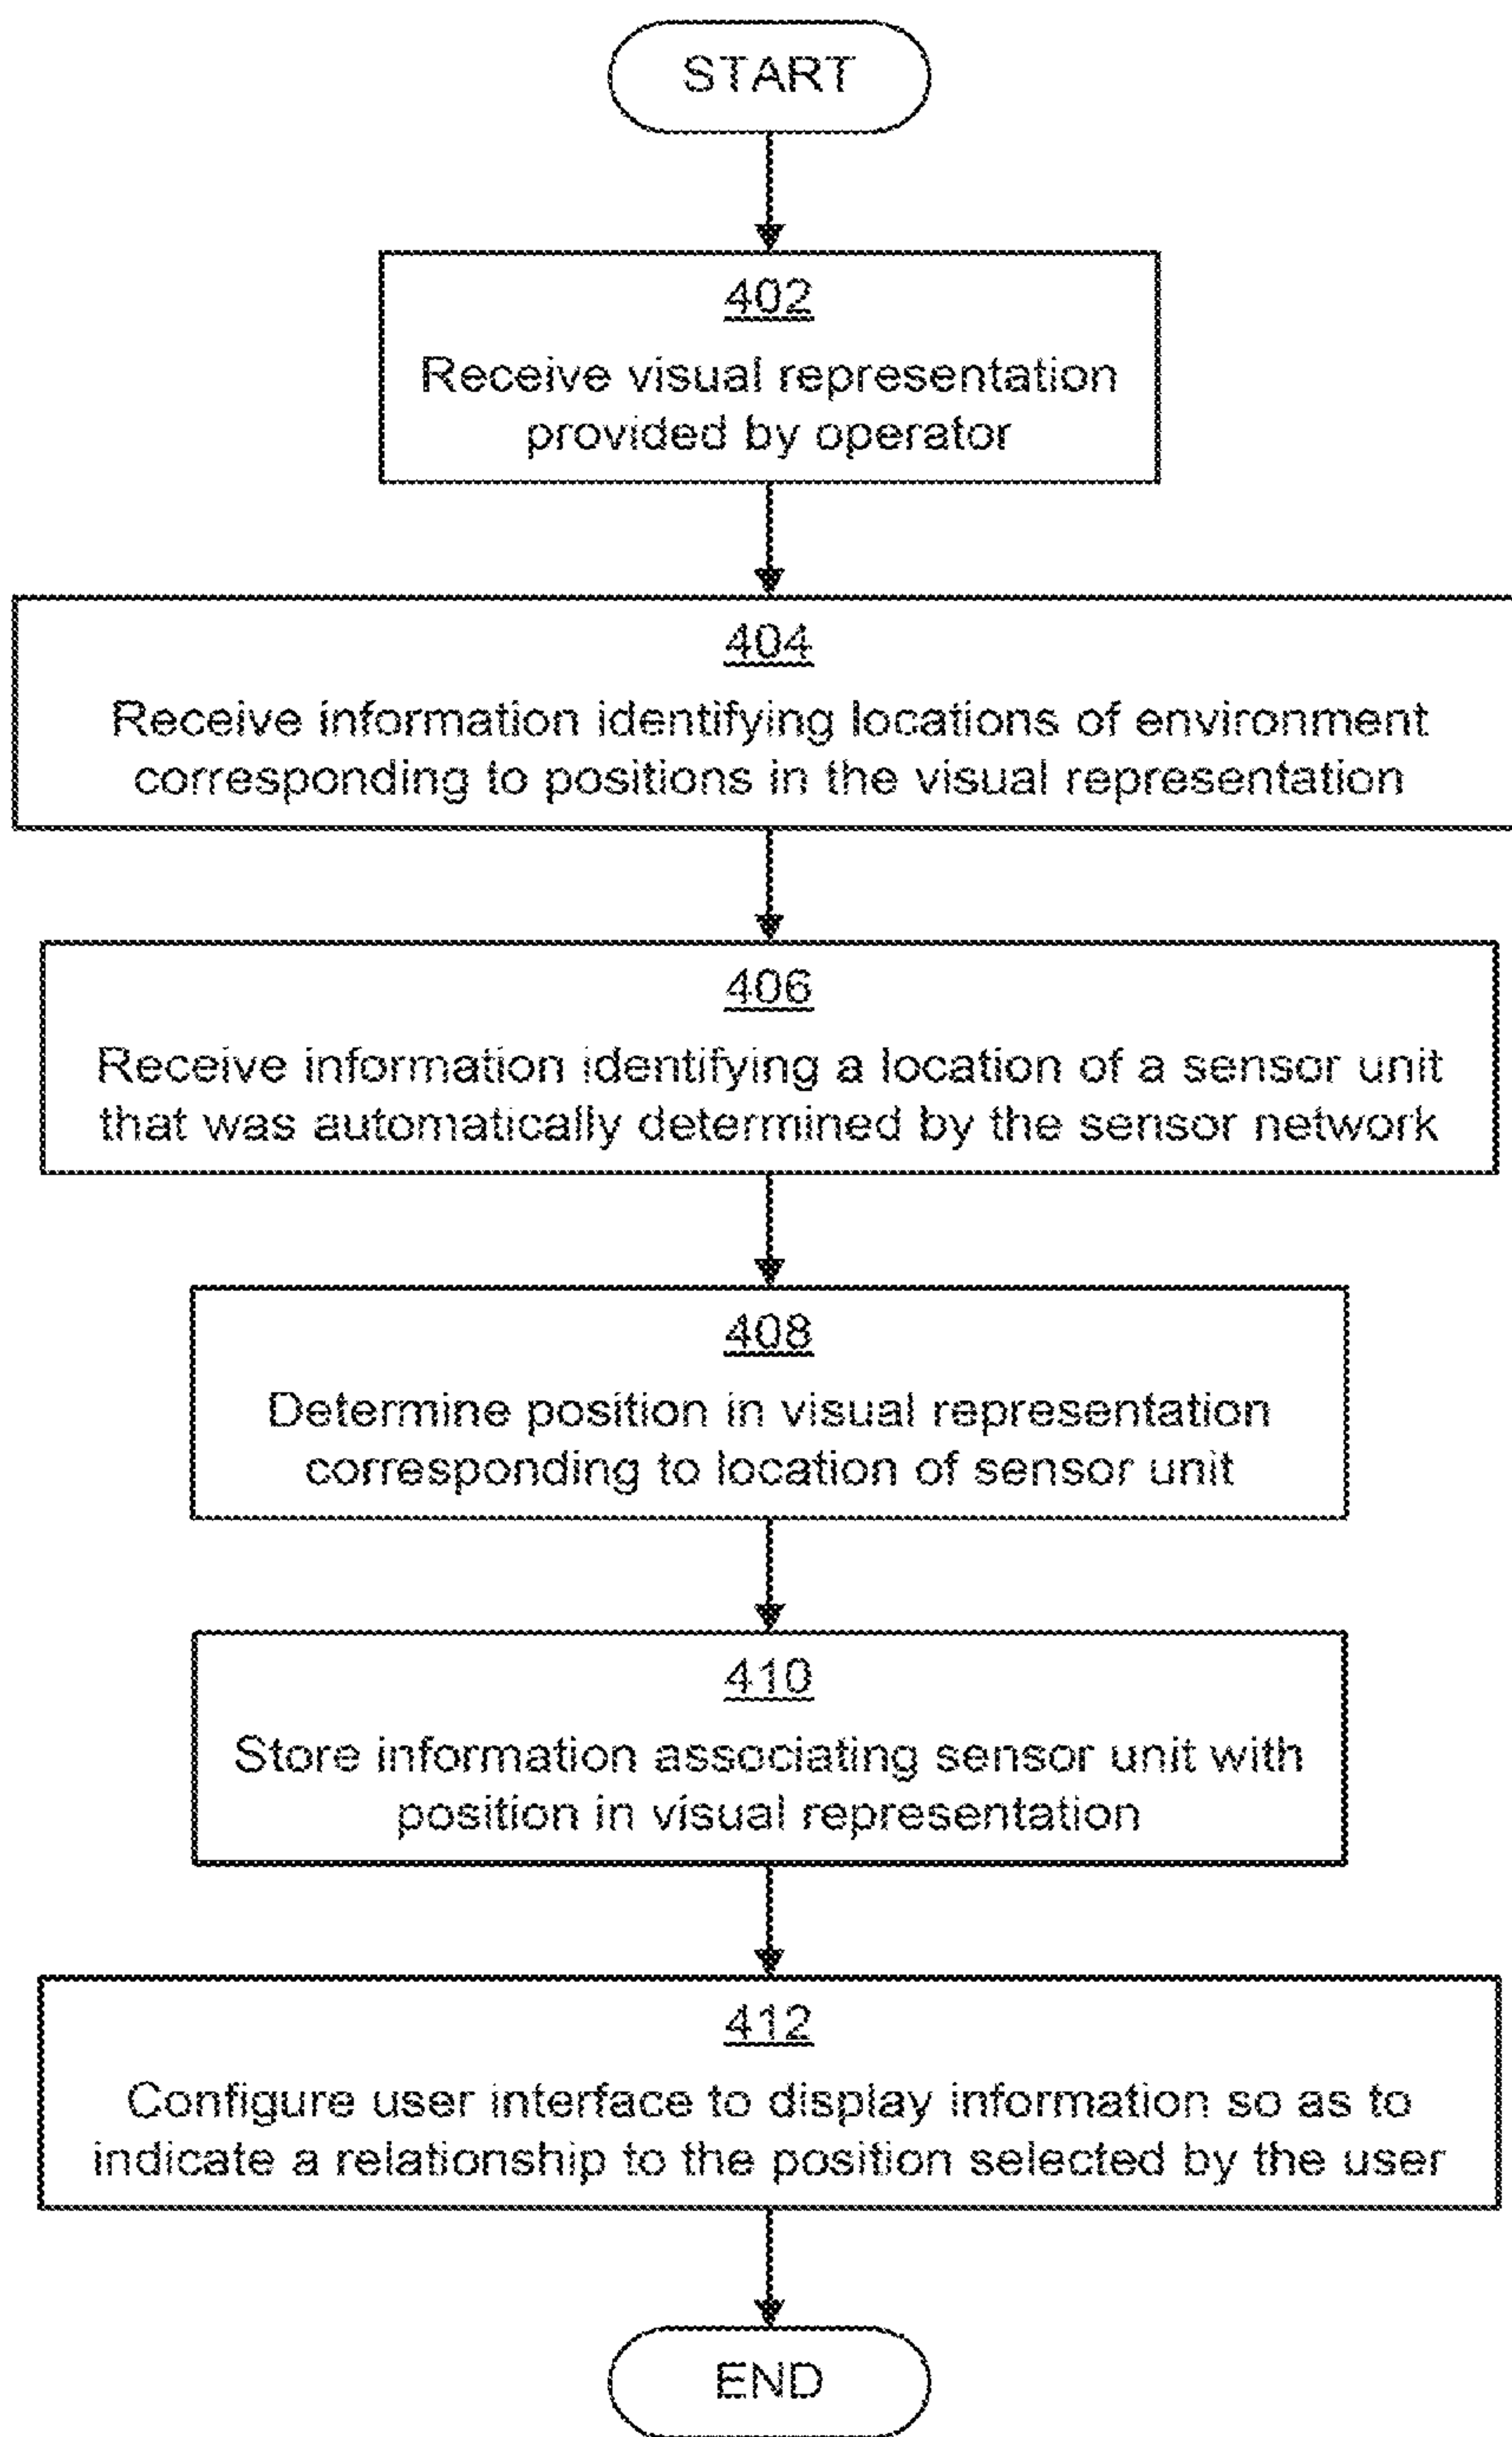 START
402
Receive visual representation
provided by operator
404
Receive information identifying locations of environment
corresponding to positions in the visual representation
406
Receive information identifying a location of a sensor unit
that was automatically determined by the sensor network
408
Determine position in visual representation
corresponding to location of sensor unit
410
Store information associating sensor unit with
position in visual representation
412
Configure user interface to display information so as to
indicate a relationship to the position selected by the user
END